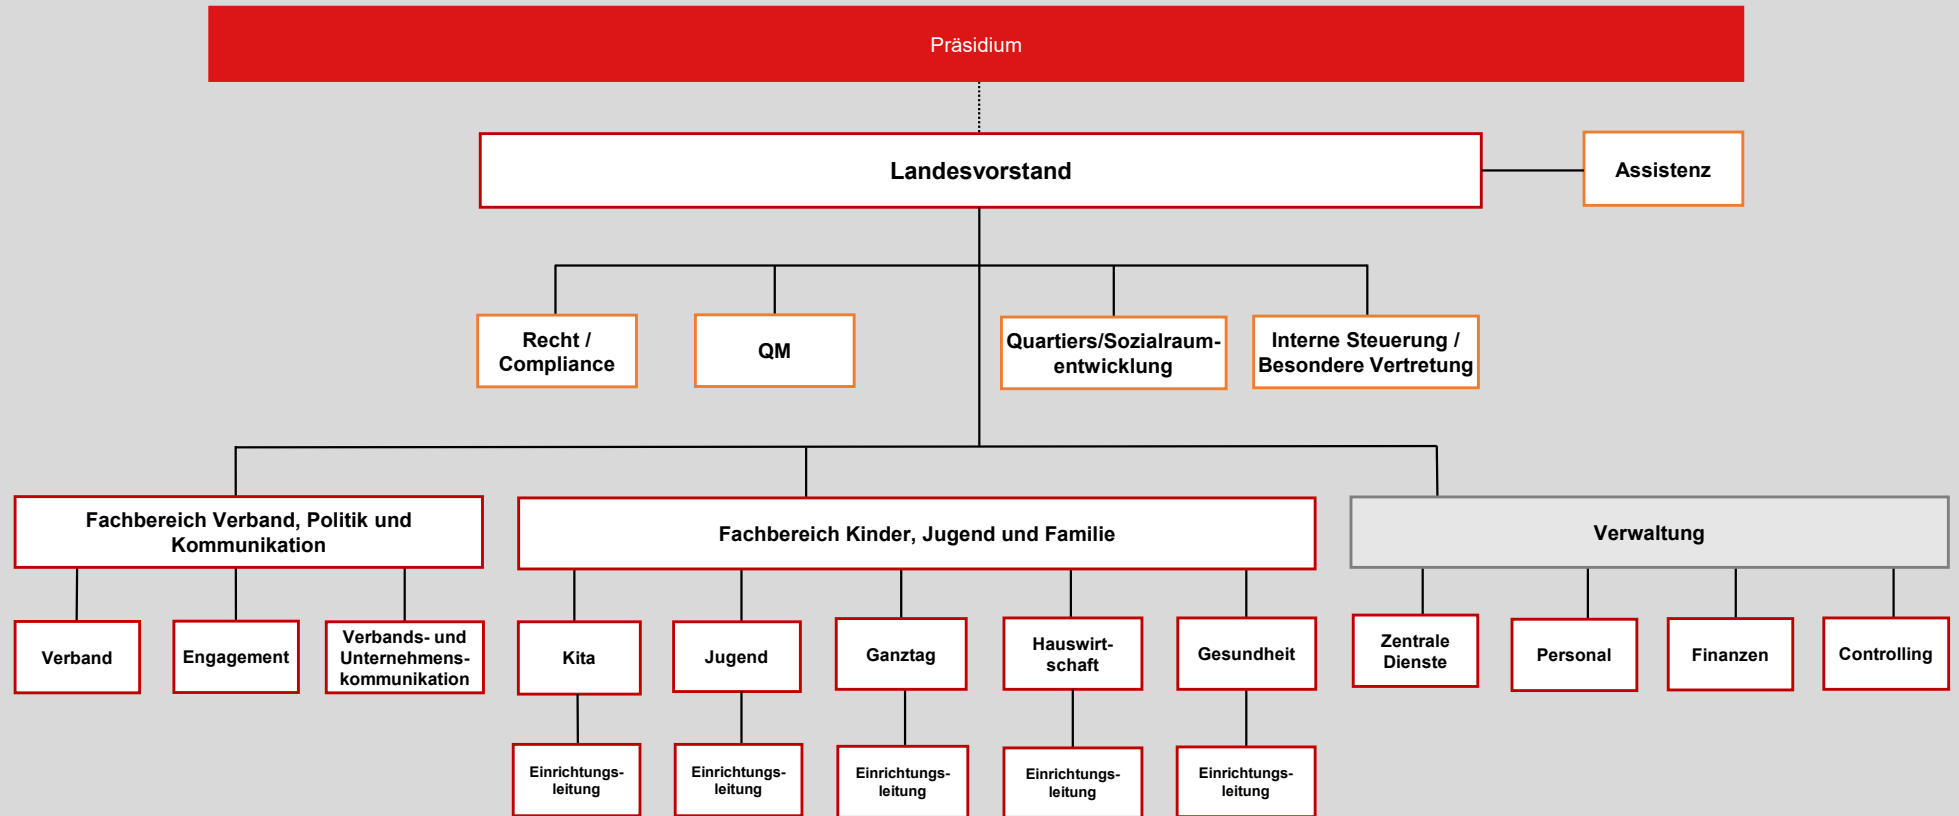 Präsidium
Landesvorstand
Assistenz
Recht /
Compliance
QM
Quartiers/Sozialraum-
entwicklung
Interne Steuerung /
Besondere Vertretung
Fachbereich Verband, Politik und
Kommunikation
Fachbereich Kinder, Jugend und Familie
Verwaltung
Verband
Engagement
Verbands- und
Unternehmens-
kommunikation
Kita
Jugend
Ganztag
Hauswirt-
schaft
Gesundheit
Zentrale
Dienste
Personal
Finanzen
Controlling
Einrichtungs-
leitung
Einrichtungs-
leitung
Einrichtungs-
leitung
Einrichtungs-
leitung
Einrichtungs-
leitung